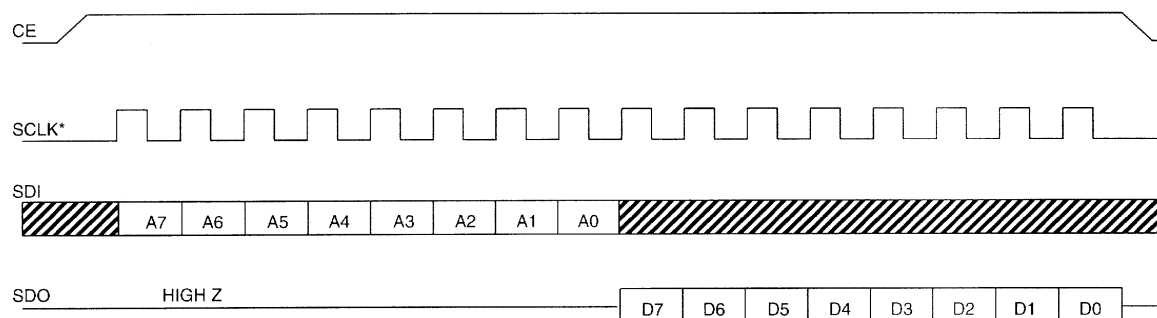 CE
SCLK*
SDI
A7 A6 A5 A4 A3 A2 A1 A0
SDO HIGH Z D7 D6 D5 D4 D3 D2 D1 D0